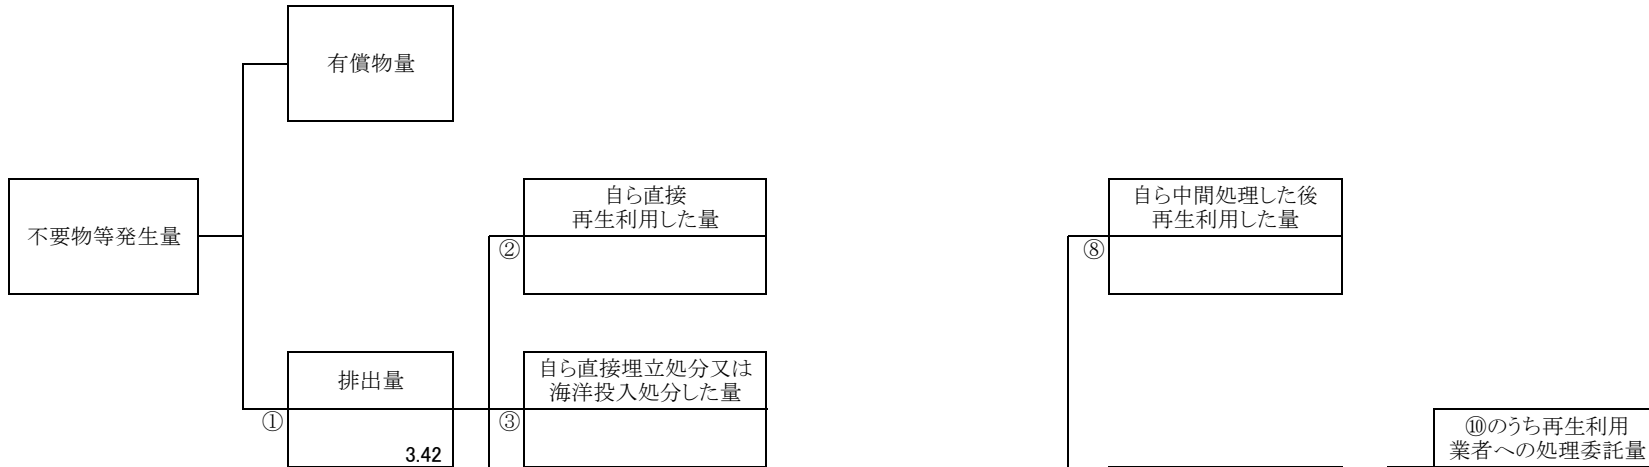 有償物量
不要物等発生量
自ら直接
再生利用した量
②
自ら中間処理した後
再生利用した量
⑧
排出量
①
3.42
自ら直接埋立処分又は
海洋投入処分した量
③
⑩のうち再生利用
業者への処理委託量